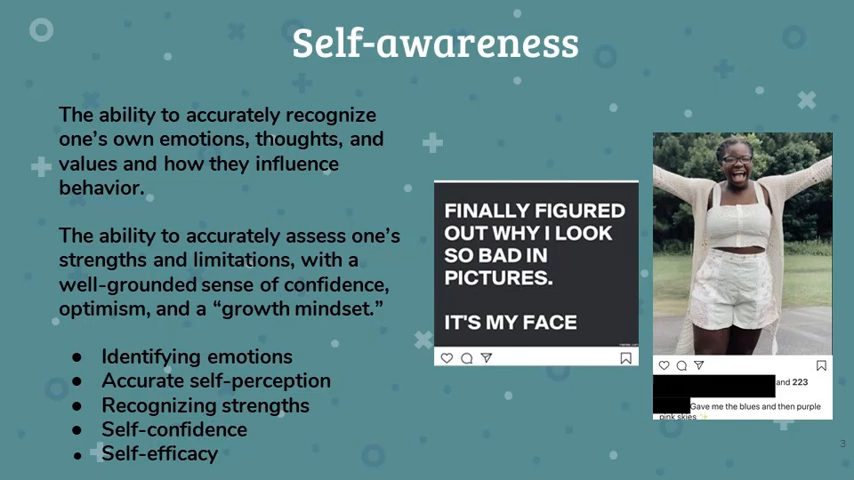 Self-awareness
The ability to accurately recognize
one’s own emotions, thoughts, and
values and how they influence
behavior.
The ability to accurately assess one’s
strengths and limitations, with a
well-grounded sense of confidence,
optimism, and a “growth mindset.”
● Identifying emotions
● Accurate self-perception
● Recognizing strengths
● Self-confidence
● Self-efficacy
FINALLY FIGURED
OUT WHY I LOOK
SO BAD IN
PICTURES.
IT'S MY FACE
and 223
Gave me the blues and then purple
pink skies ✨
3